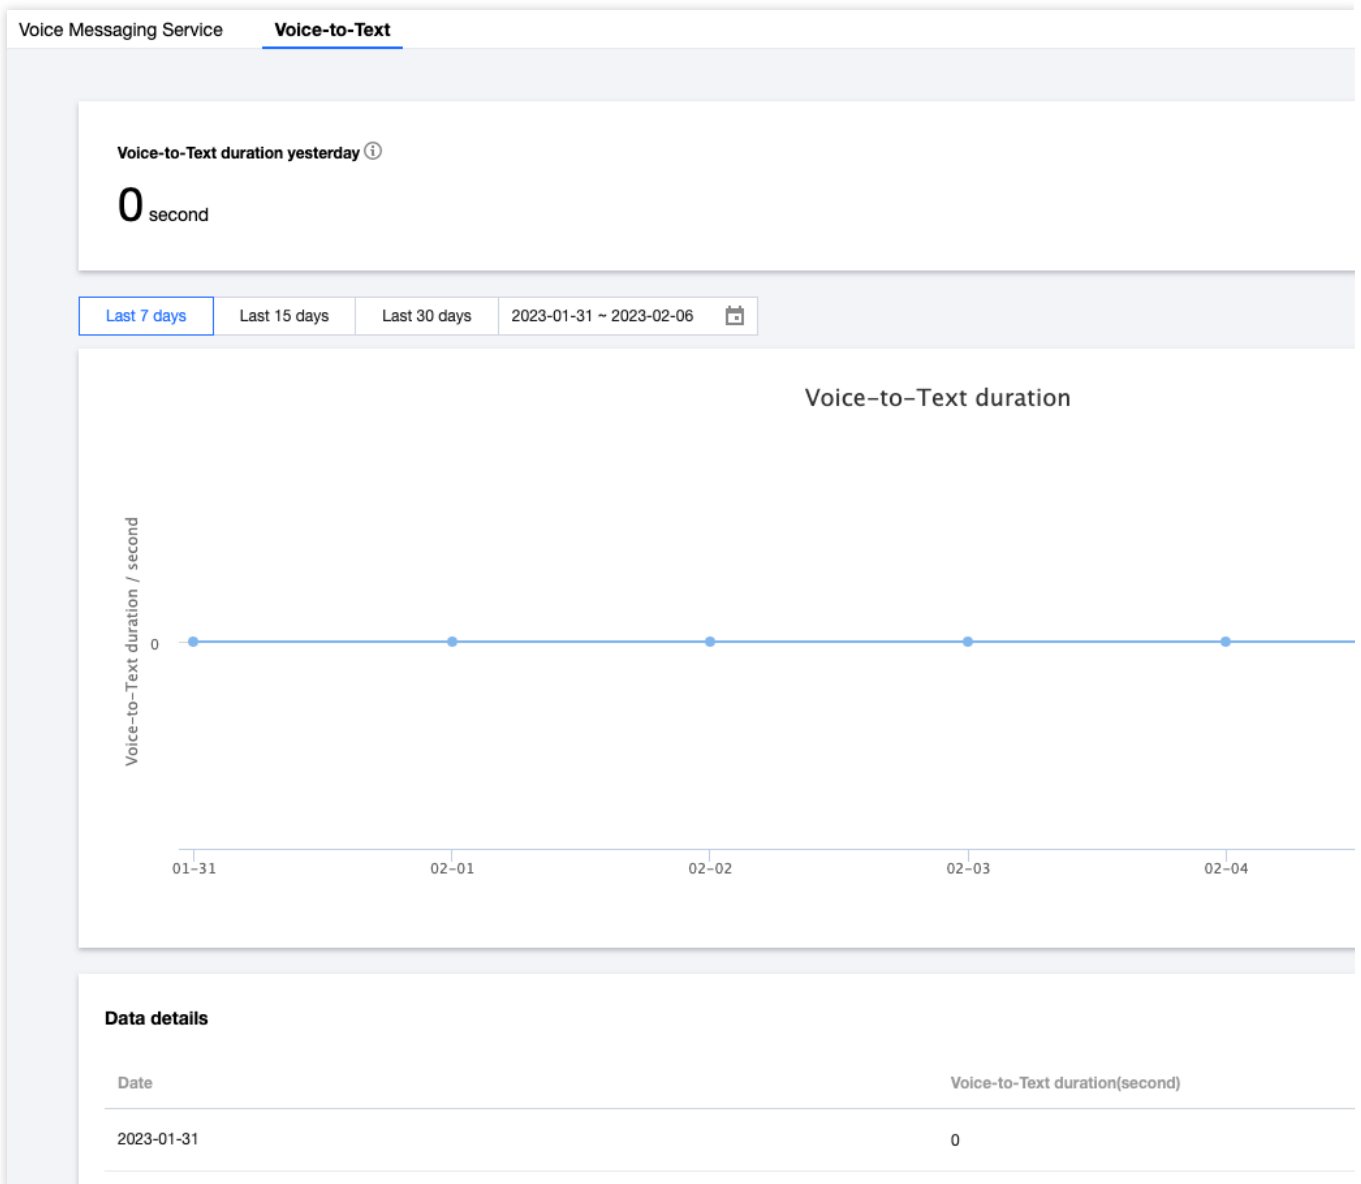 Voice Messaging Service
Voice-to-Text
Voice-to-Text duration yesterday
0 second
Last 7 days
Last 15 days
Last 30 days
2023-01-31 ~ 2023-02-06
Voice-to-Text duration
Voice-to-Text duration / second
0
01-31
02-01
02-02
02-03
02-04
Data details
Date
Voice-to-Text duration(second)
2023-01-31
0